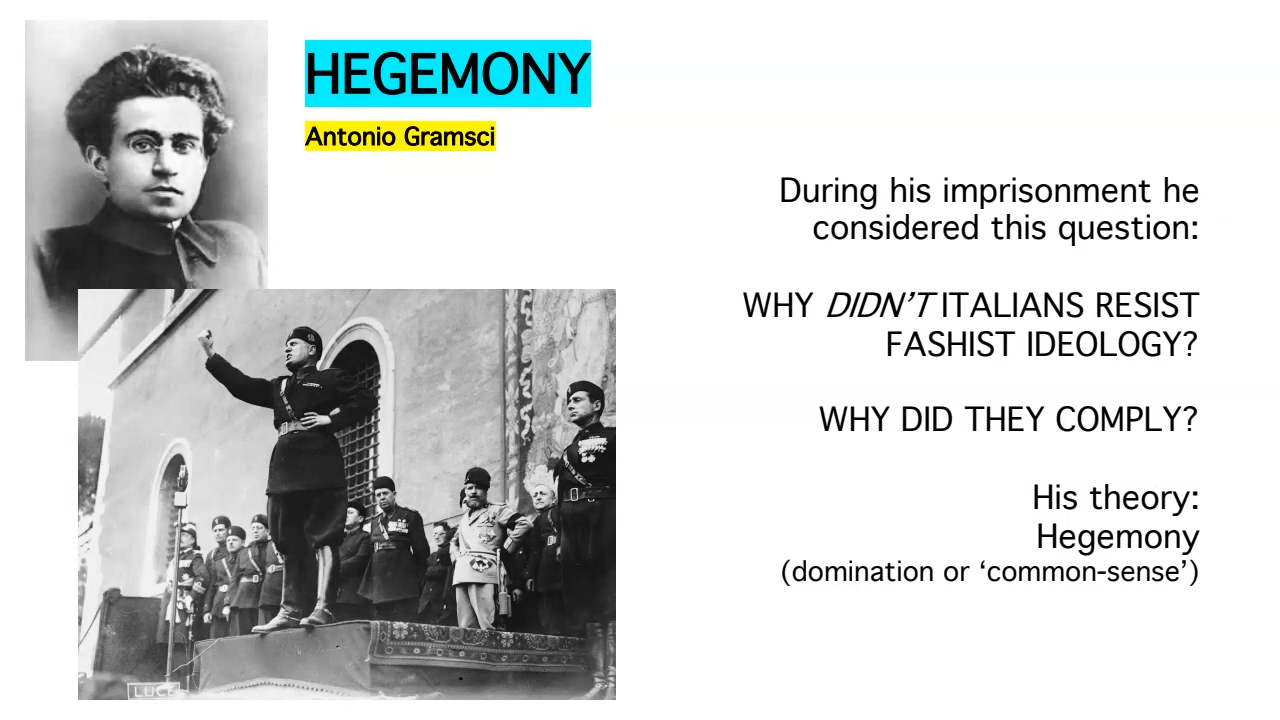 HEGEMONY
Antonio Gramsci
During his imprisonment he
considered this question:
WHY DIDN’T ITALIANS RESIST
FASHIST IDEOLOGY?
WHY DID THEY COMPLY?
His theory:
Hegemony
(domination or ‘common-sense’)
LUCE